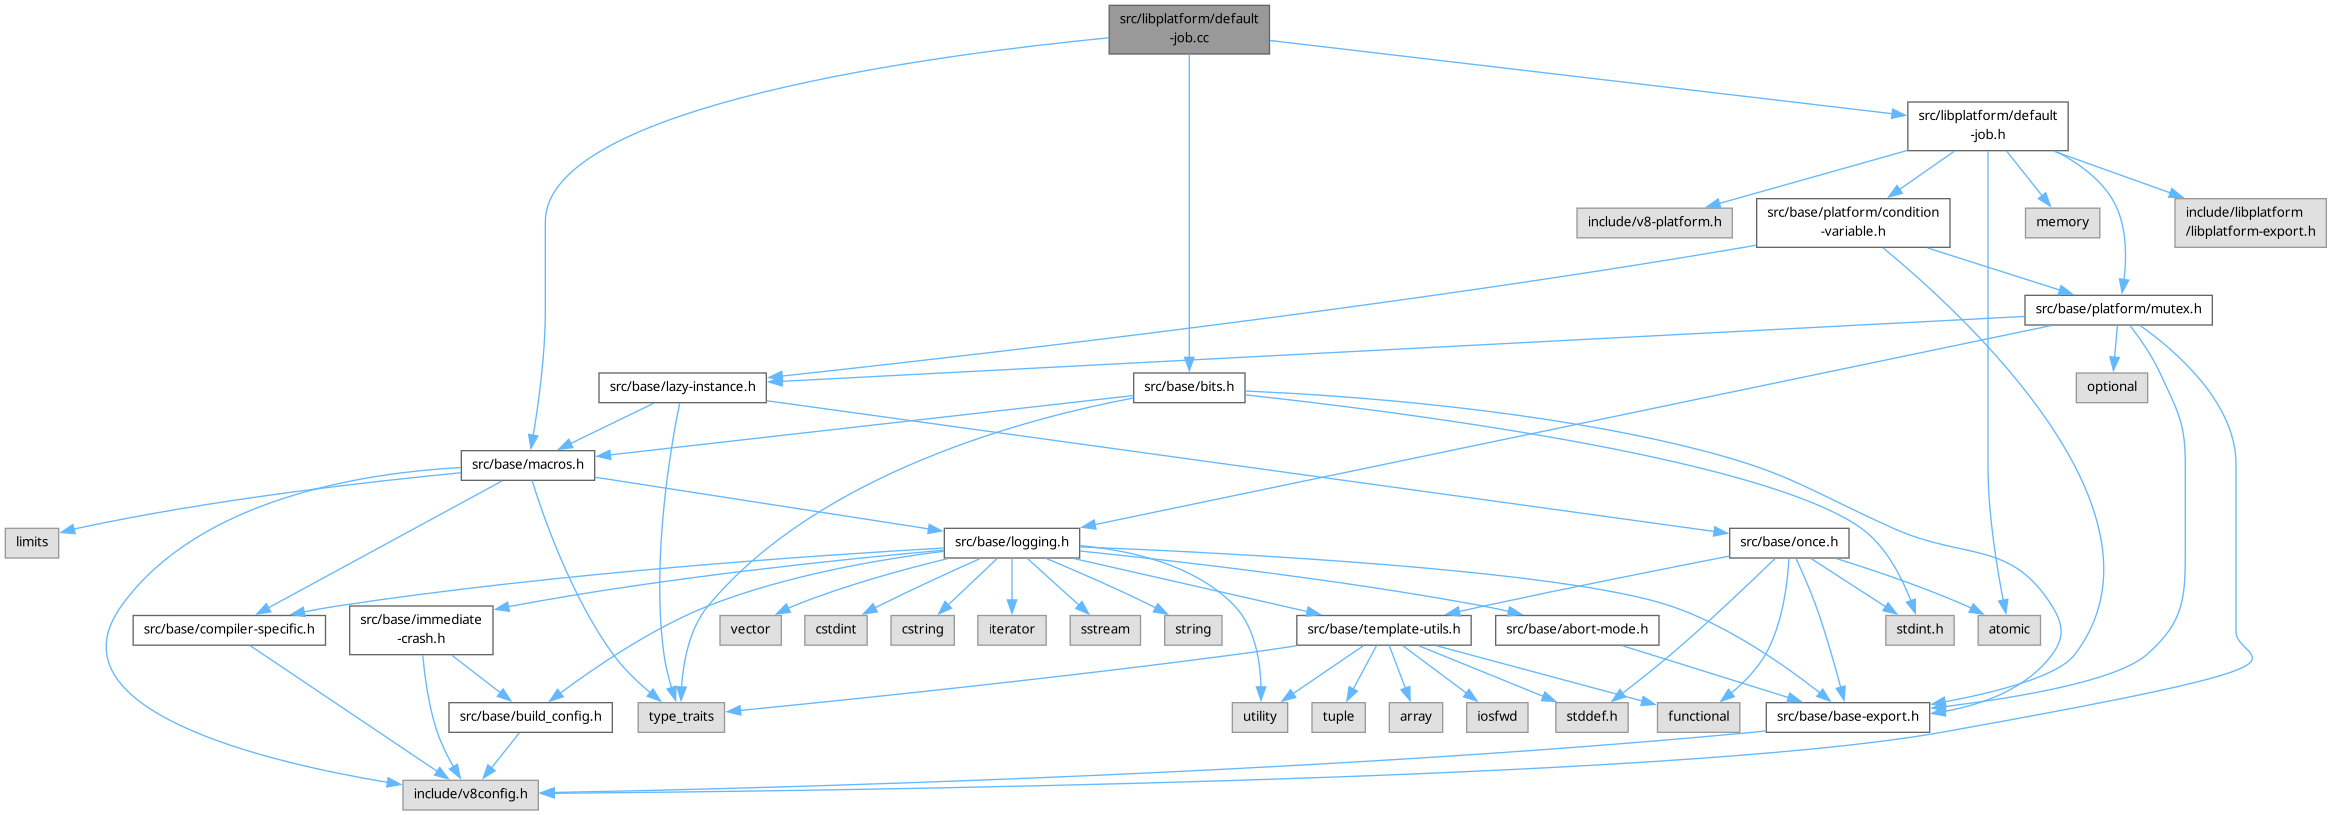 src/libplatform/default
-job.cc
src/libplatform/default
-job.h
include/v8-platform.h
src/base/platform/condition
-variable.h
memory
include/libplatform
/libplatform-export.h
src/base/platform/mutex.h
src/base/lazy-instance.h
src/base/bits.h
optional
src/base/macros.h
limits
src/base/logging.h
src/base/once.h
src/base/compiler-specific.h
src/base/immediate
-crash.h
vector
cstdint
cstring
iterator
sstream
string
src/base/template-utils.h
src/base/abort-mode.h
stdint.h
atomic
src/base/build_config.h
type_traits
utility
tuple
array
iosfwd
stddef.h
functional
src/base/base-export.h
include/v8config.h